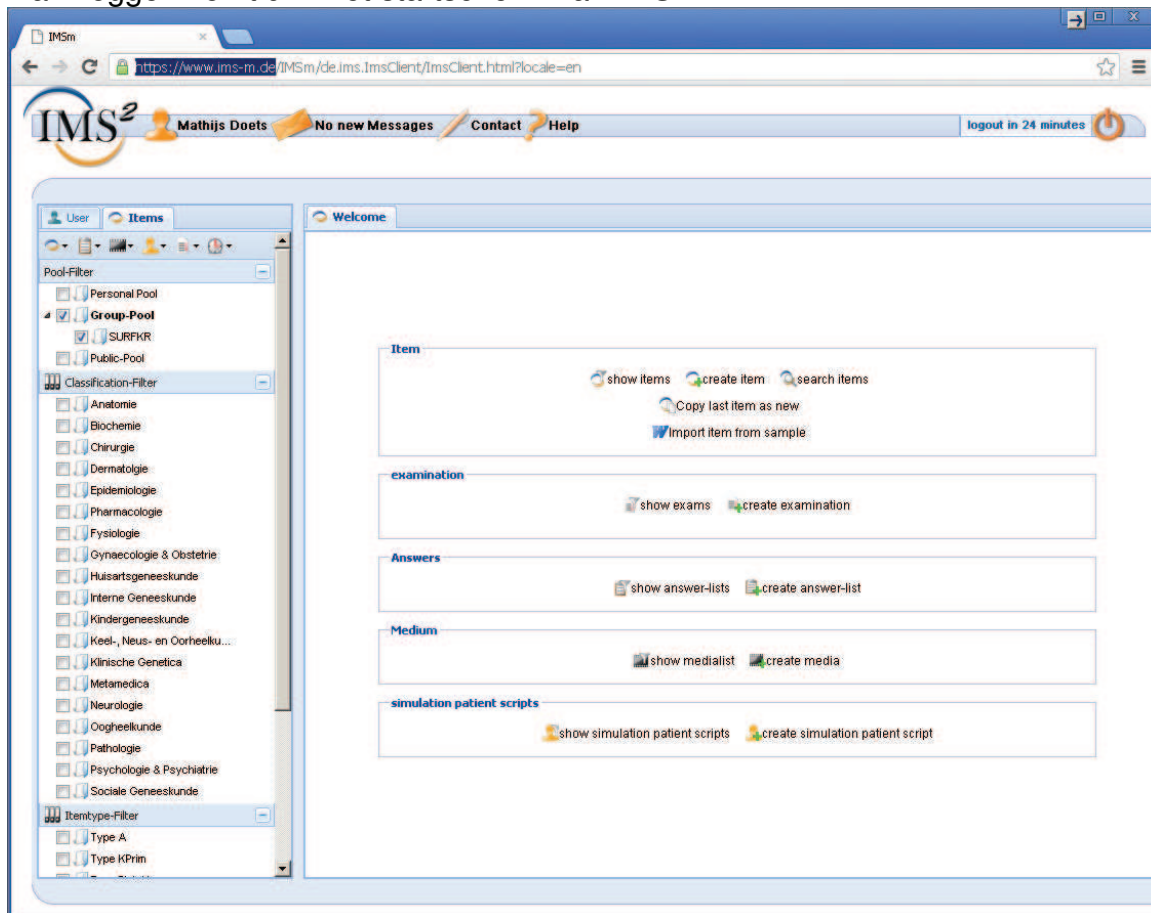 IMSm
https://www.ims-m.de/IMSm/de.ims.ImsClient/ImsClient.html?locale=en
IMS²
Mathijs Doets
No new Messages
Contact
Help
logout in 24 minutes
User
Items
Welcome
Pool-Filter
Personal Pool
Group-Pool
SURFKR
Public-Pool
Classification-Filter
Anatomie
Biochemie
Chirurgie
Dermatolgie
Epidemiologie
Pharmacologie
Fysiologie
Gynaecologie & Obstetrie
Huisartsgeneeskunde
Interne Geneeskunde
Kindergeneeskunde
Keel-, Neus- en Oorheelku...
Klinische Genetica
Metamedica
Neurologie
Oogheelkunde
Pathologie
Psychologie & Psychiatrie
Sociale Geneeskunde
Itemtype-Filter
Type A
Type KPrim
Item
show items create item search items
Copy last item as new
Import item from sample
examination
show exams create examination
Answers
show answer-lists create answer-list
Medium
show medialist create media
simulation patient scripts
show simulation patient scripts create simulation patient script